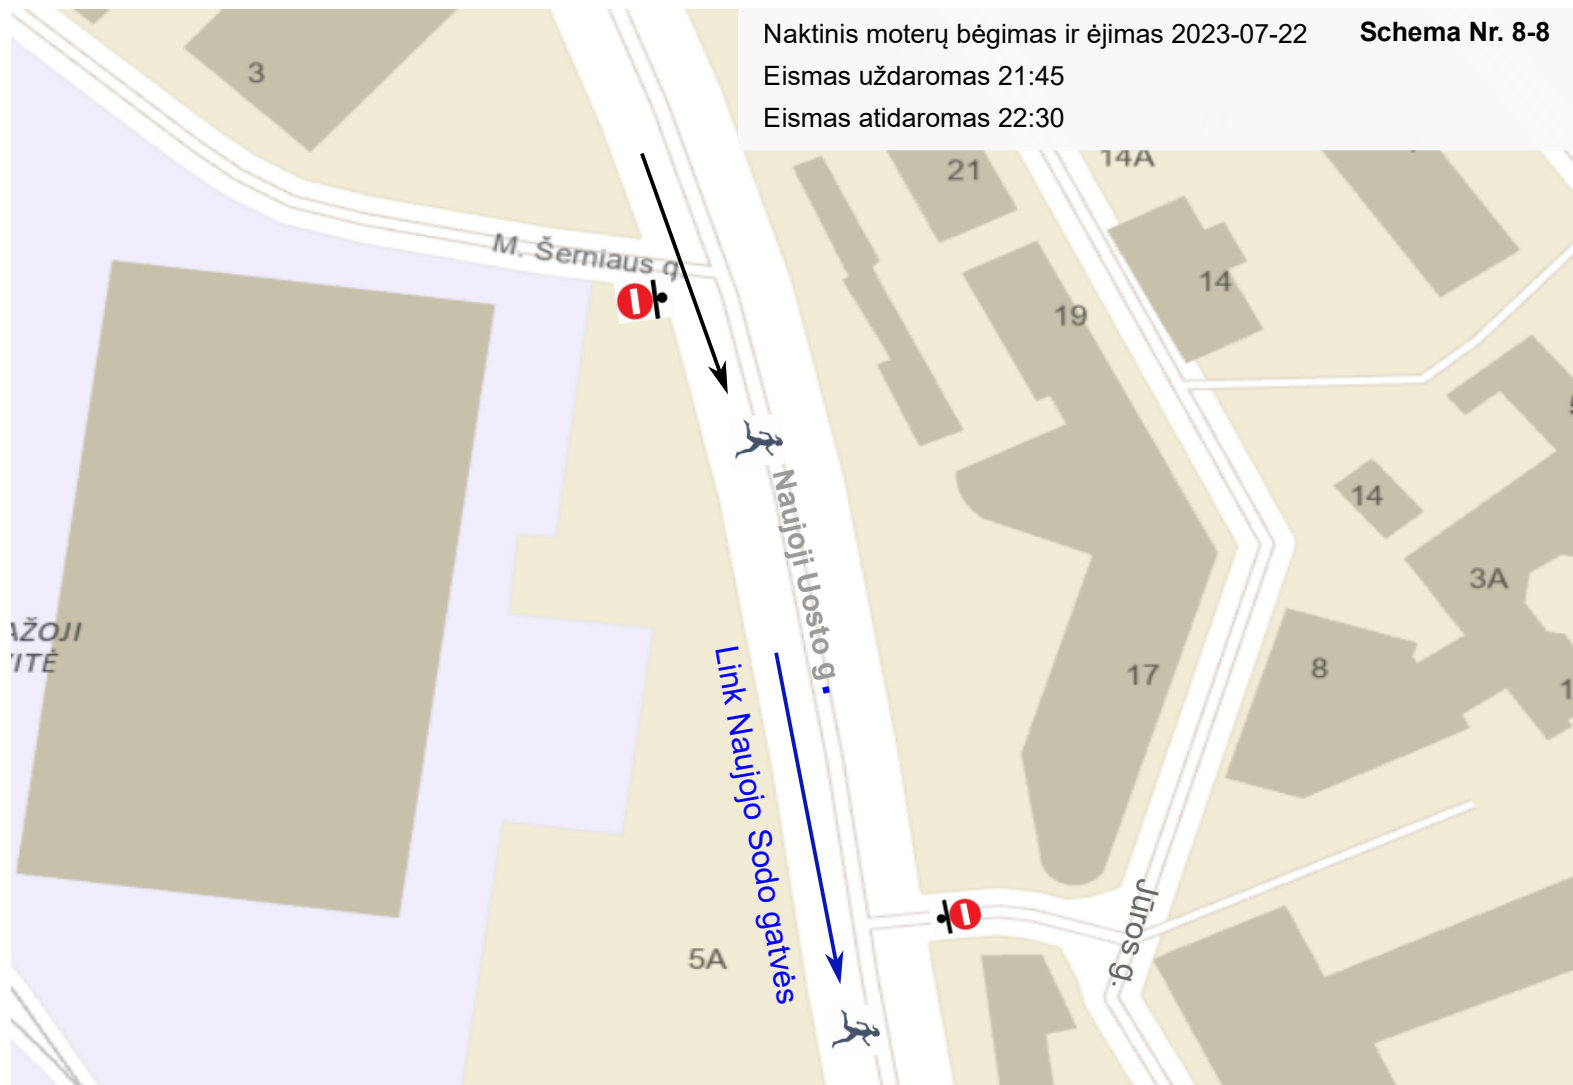 Naktinis moterų bėgimas ir ėjimas 2023-07-22
Schema Nr. 8-8
Eismas uždaromas 21:45
Eismas atidaromas 22:30
3
21
14A
M. Šerniaus g
14
19
14
3A
AŽOJI
ITĖ
Naujoji Uosto g.
17
8
1
Link Naujojo Sodo gatvės
Jūros g.
5A